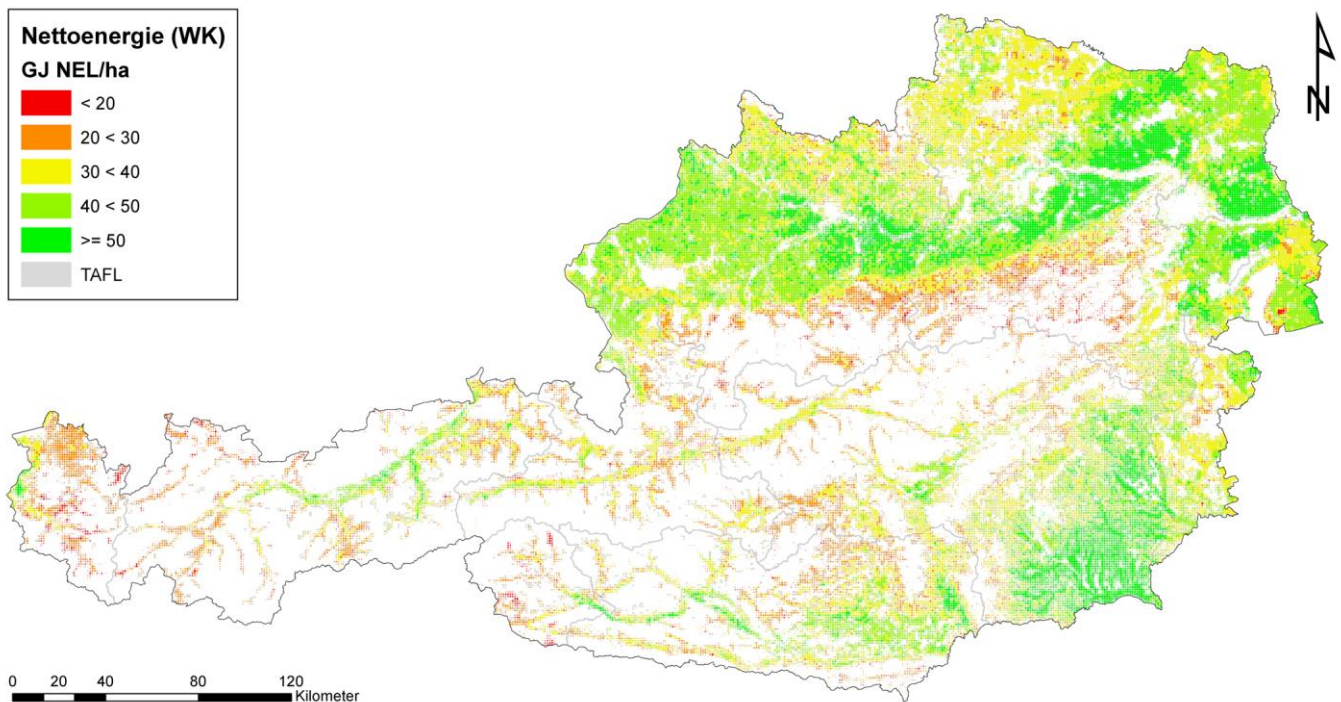 Nettoenergie (WK)
GJ NEL/ha
< 20
20 < 30
30 < 40
40 < 50
>= 50
TAFL
N
0 20 40 80 120
Kilometer